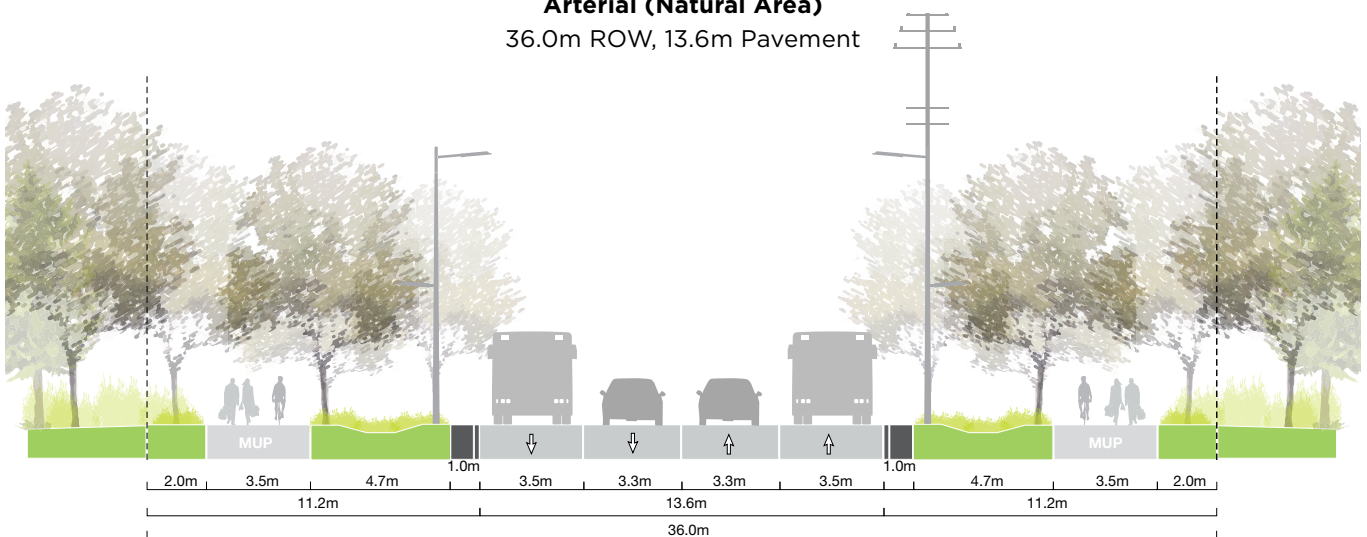 Arterial (Natural Area)
36.0m ROW, 13.6m Pavement
MUP
MUP
1.0m
1.0m
2.0m 3.5m 4.7m 3.5m 3.3m 3.3m 3.5m 4.7m 3.5m 2.0m
11.2m 13.6m 11.2m
36.0m